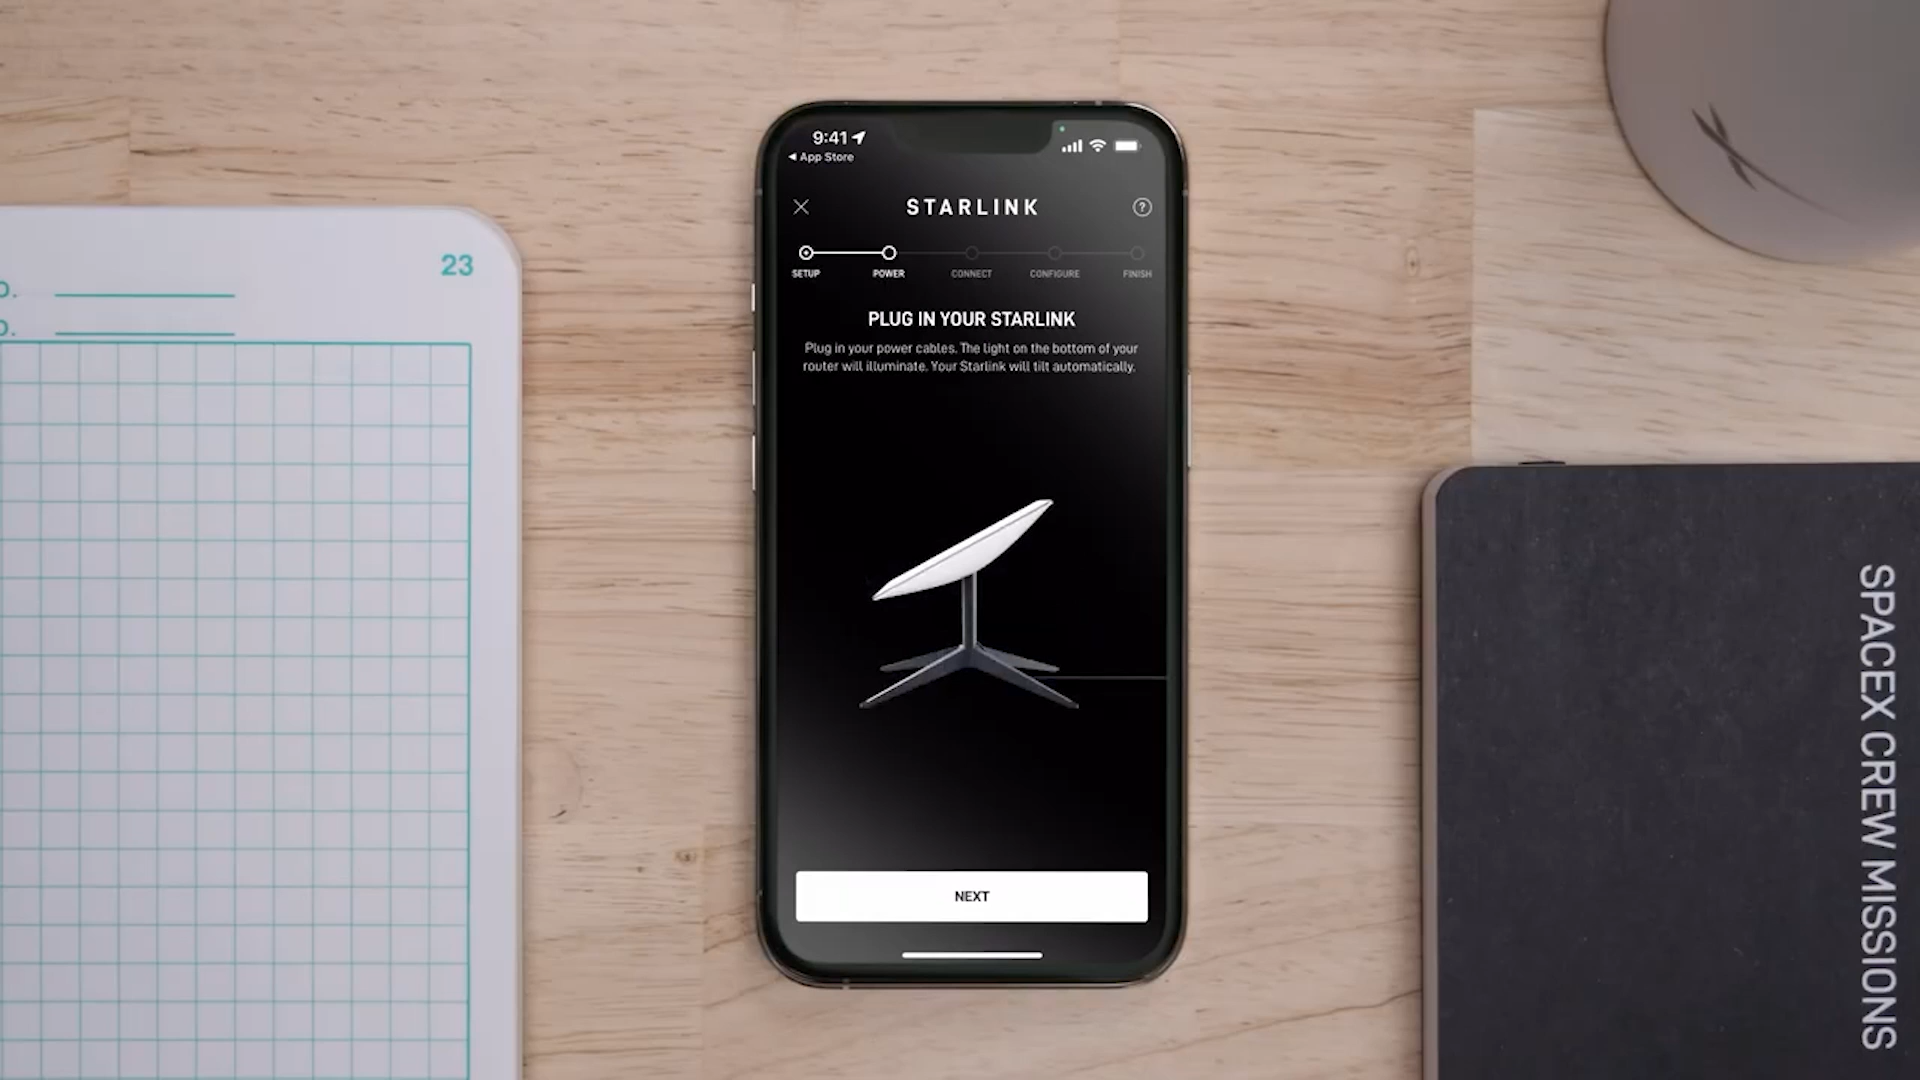 23
9:41
App Store
STARLINK
?
SETUP
POWER
CONNECT
CONFIGURE
FINISH
PLUG IN YOUR STARLINK
Plug in your power cables. The light on the bottom of your
router will illuminate. Your Starlink will tilt automatically.
NEXT
SPACEX CREW MISSIONS